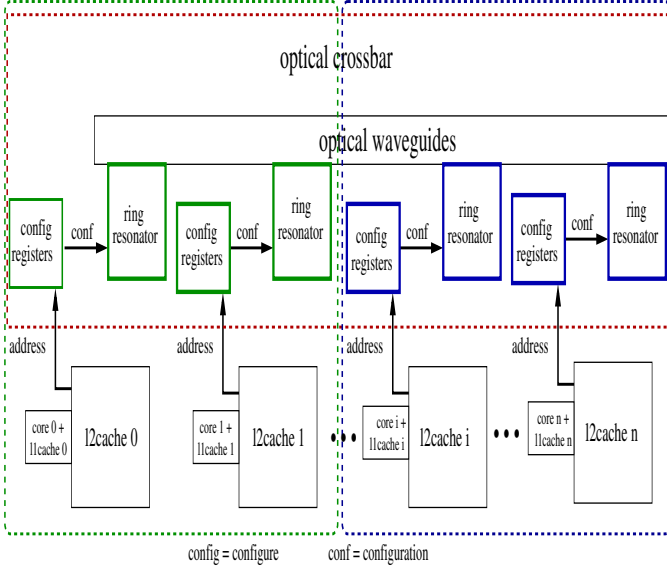 optical crossbar
optical waveguides
config
registers
conf
ring
resonator
config
registers
conf
ring
resonator
config
registers
conf
ring
resonator
config
registers
conf
ring
resonator
address
address
address
address
core 0 +
l1cache 0
l2cache 0
core 1 +
l1cache 1
l2cache 1
•••
core i +
l1cache i
l2cache i
•••
core n +
l1cache n
l2cache n
config = configure
conf = configuration